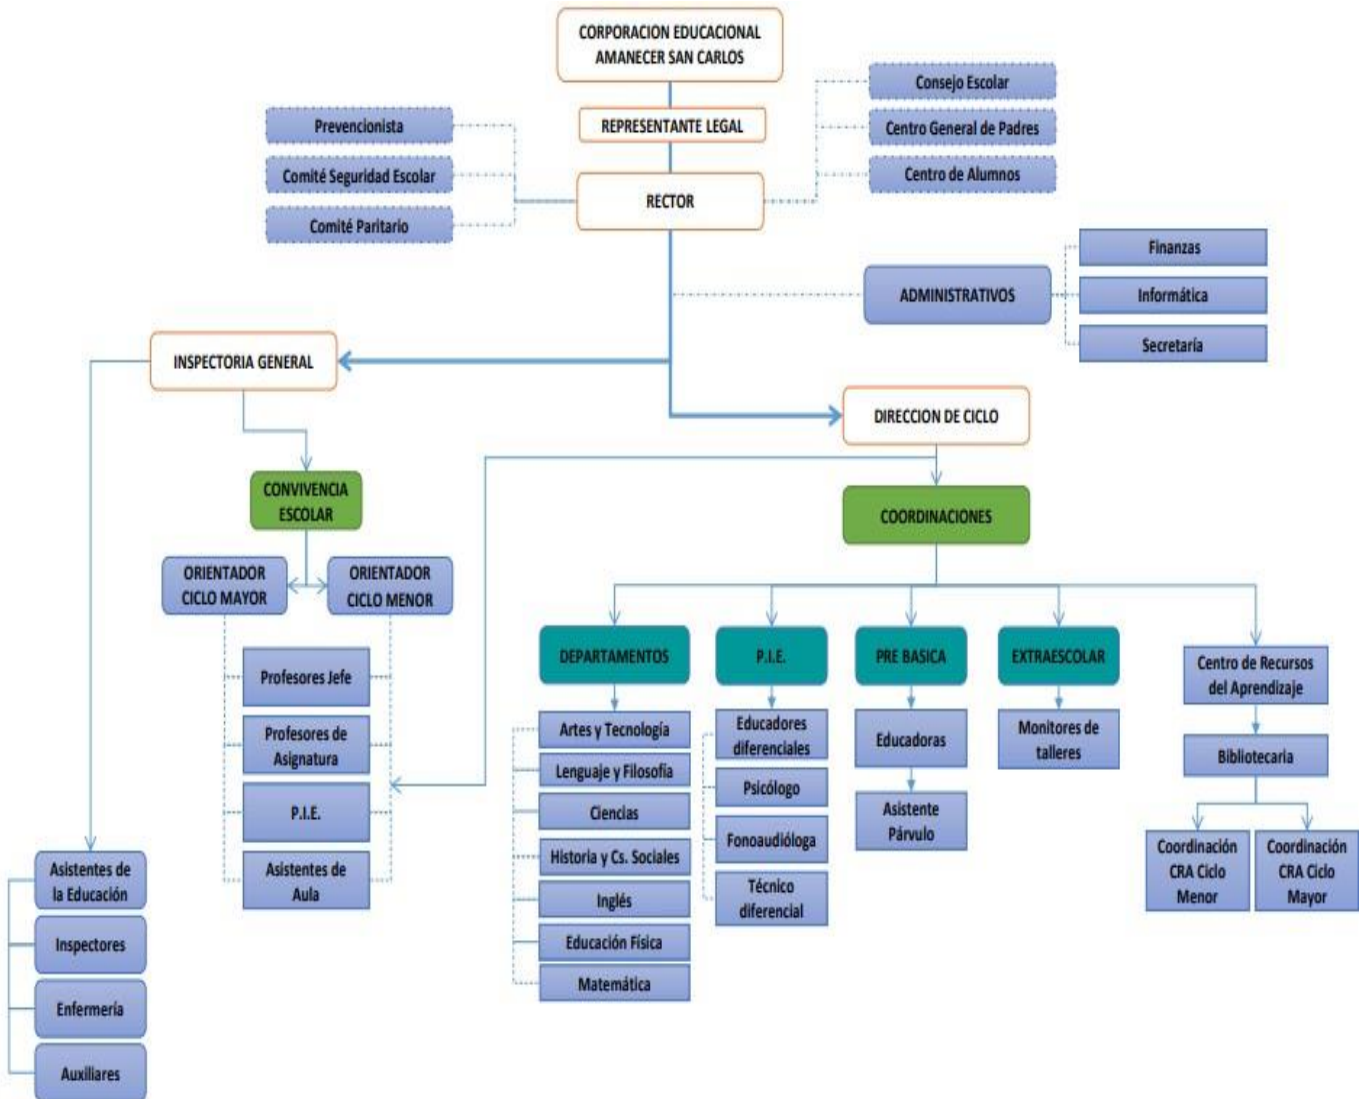 CORPORACION EDUCACIONAL
AMANECER SAN CARLOS
REPRESENTANTE LEGAL
RECTOR
Prevencionista
Comité Seguridad Escolar
Comité Paritario
Consejo Escolar
Centro General de Padres
Centro de Alumnos
ADMINISTRATIVOS
Finanzas
Informática
Secretaría
INSPECTORIA GENERAL
DIRECCION DE CICLO
CONVIVENCIA
ESCOLAR
COORDINACIONES
ORIENTADOR
CICLO MAYOR
ORIENTADOR
CICLO MENOR
Profesores Jefe
Profesores de
Asignatura
P.I.E.
Asistentes de
Aula
Asistentes de
la Educación
Inspectores
Enfermería
Auxiliares
DEPARTAMENTOS
Artes y Tecnología
Lenguaje y Filosofía
Ciencias
Historia y Cs. Sociales
Inglés
Educación Física
Matemática
P.I.E.
Educadores
diferenciales
Psicólogo
Fonoaudióloga
Técnico
diferencial
PRE BASICA
Educadoras
Asistente
Párvulo
EXTRAESCOLAR
Monitores de
talleres
Centro de Recursos
del Aprendizaje
Bibliotecaria
Coordinación
CRA Ciclo
Menor
Coordinación
CRA Ciclo
Mayor